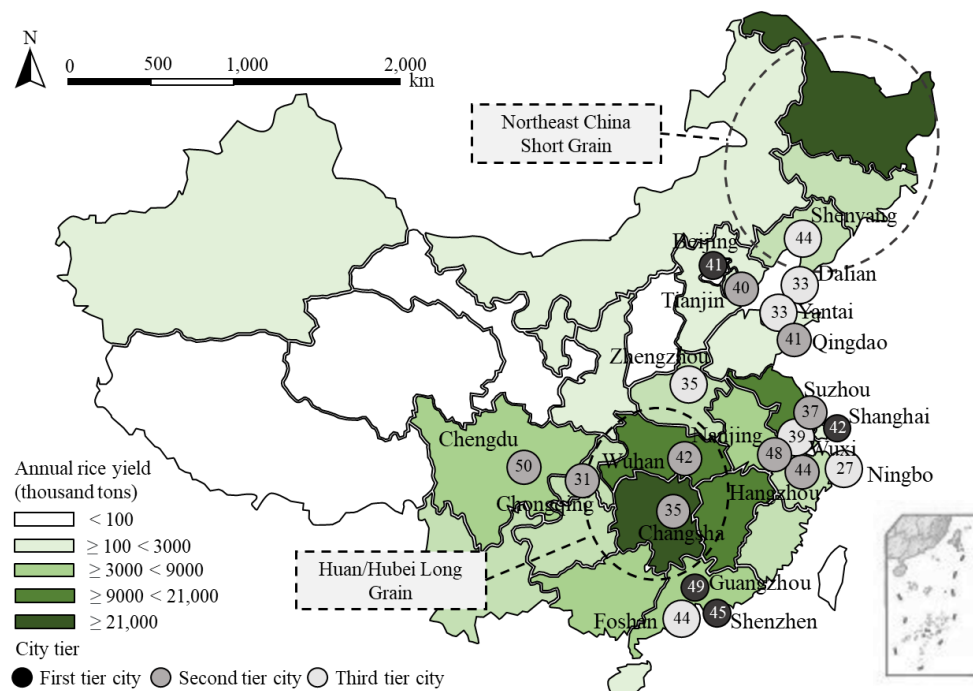 N
0 500 1,000 2,000
km
Northeast China
Short Grain
Shenyang
44
Beijing
41
Dalian
33
40
Tianjin
33
Yantai
41
Qingdao
Zhengzhou
35
Suzhou
37
Shanghai
42
Chengdu
50
Nanjing
39
Wuxi
Wuhan
42
48
44
27
Ningbo
31
Chongqing
Hangzhou
35
Changsha
Annual rice yield
(thousand tons)
< 100
≥ 100 < 3000
≥ 3000 < 9000
≥ 9000 < 21,000
≥ 21,000
Huan/Hubei Long
Grain
49
Guangzhou
Foshan
44
45
Shenzhen
City tier
First tier city Second tier city Third tier city